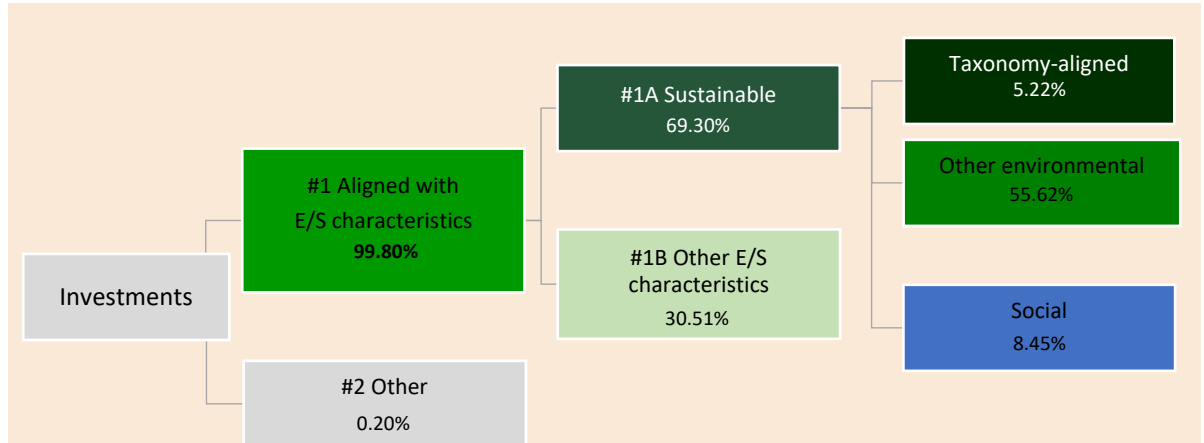 Investments
#1 Aligned with
E/S characteristics
99.80%
#2 Other
0.20%
#1A Sustainable
69.30%
#1B Other E/S
characteristics
30.51%
Taxonomy-aligned
5.22%
Other environmental
55.62%
Social
8.45%